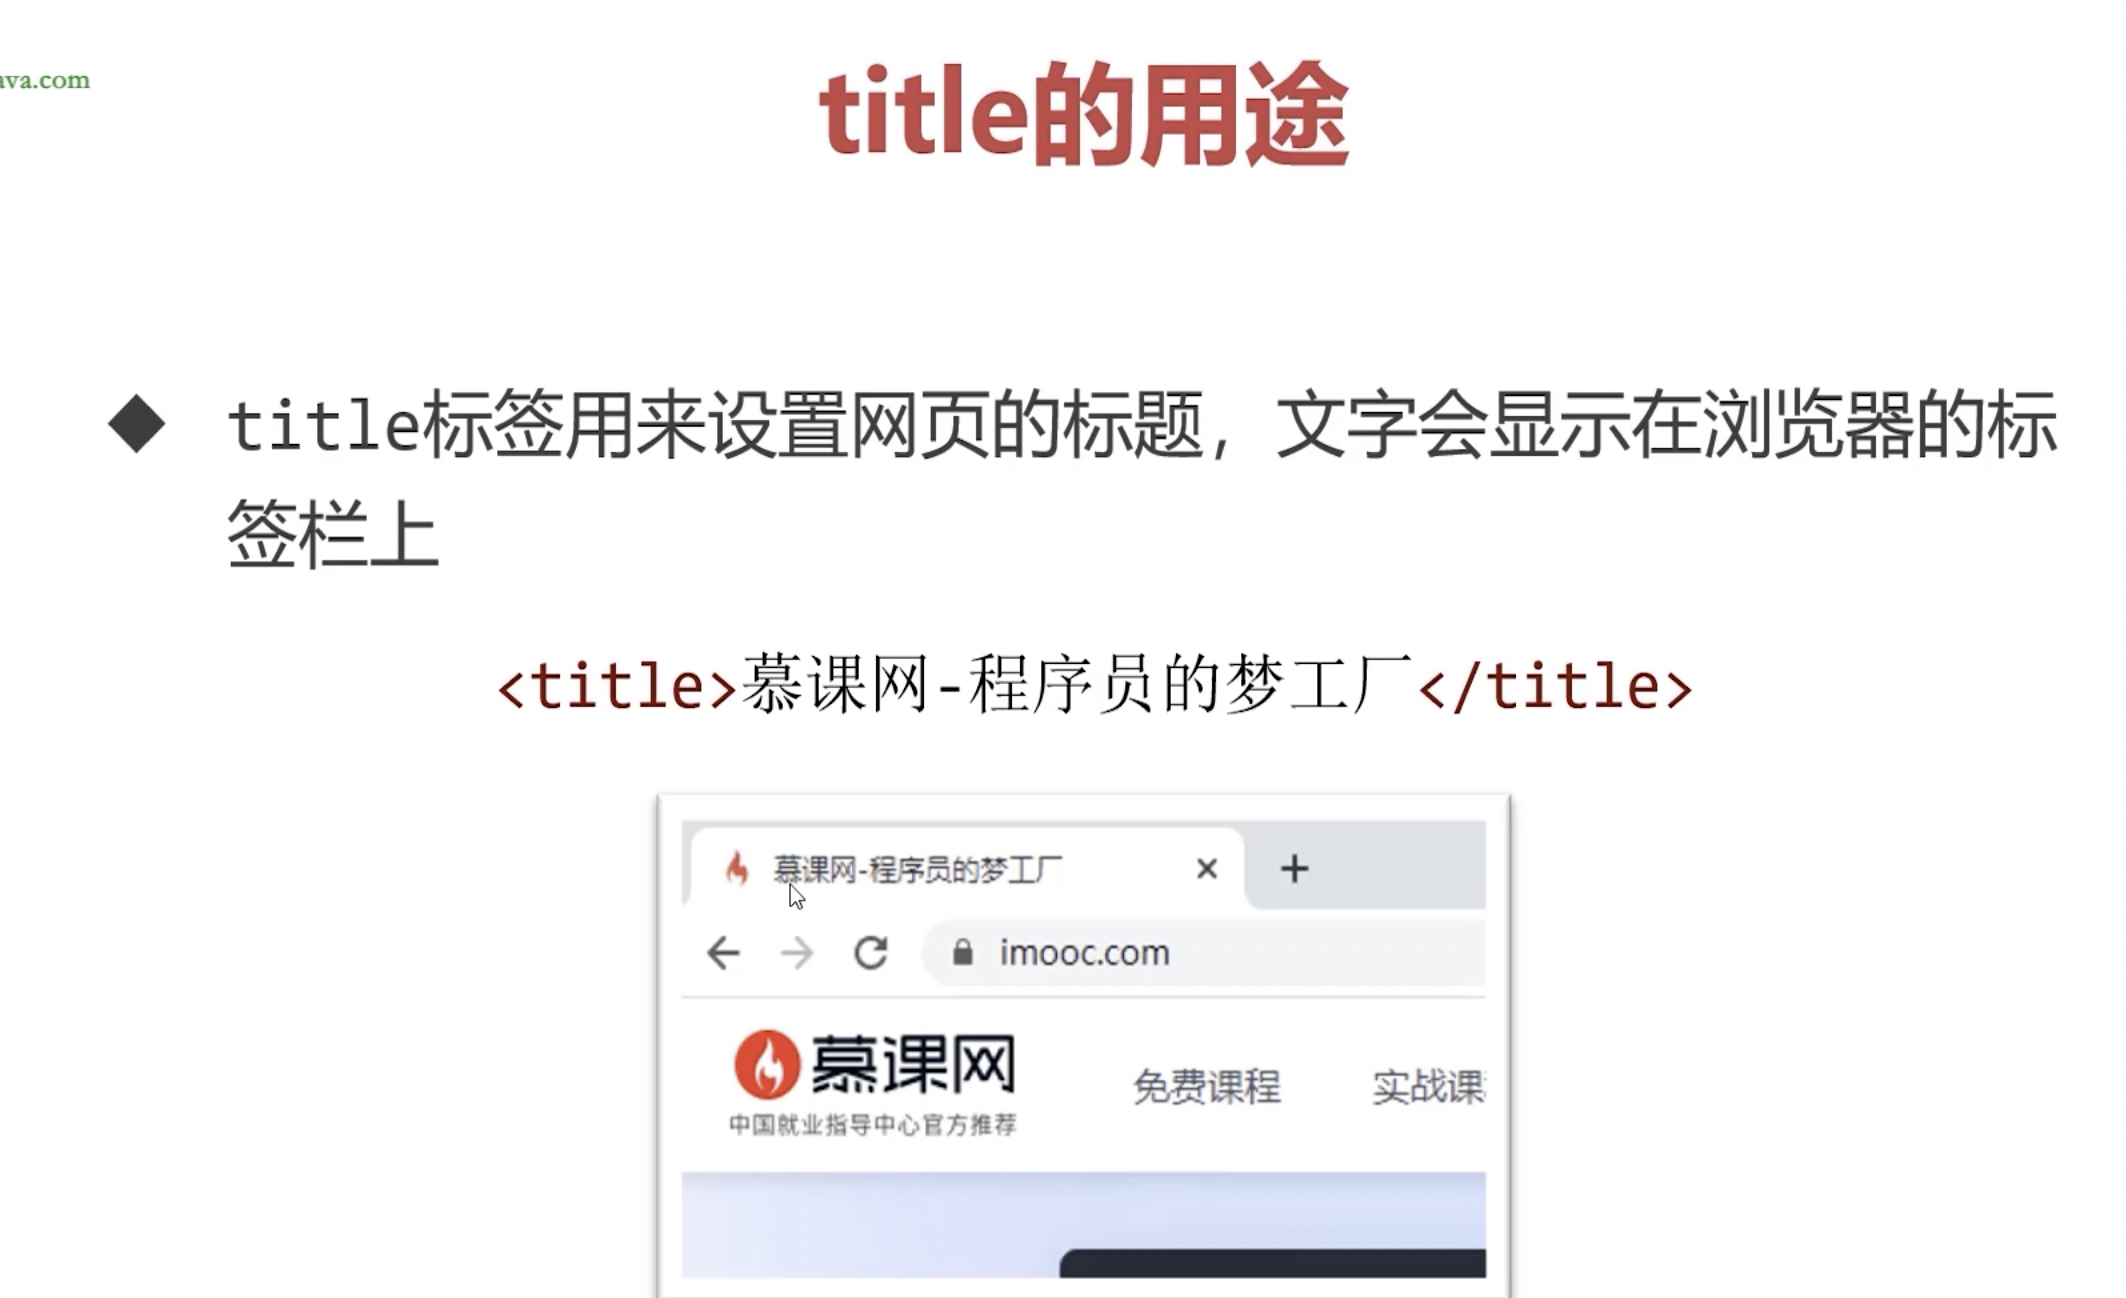 ava.com
title的用途
title标签用来设置网页的标题，文字会显示在浏览器的标
签栏上
<title>慕课网-程序员的梦工厂</title>
慕课网-程序员的梦工厂
imooc.com
慕课网
免费课程 实战课
中国就业指导中心官方推荐